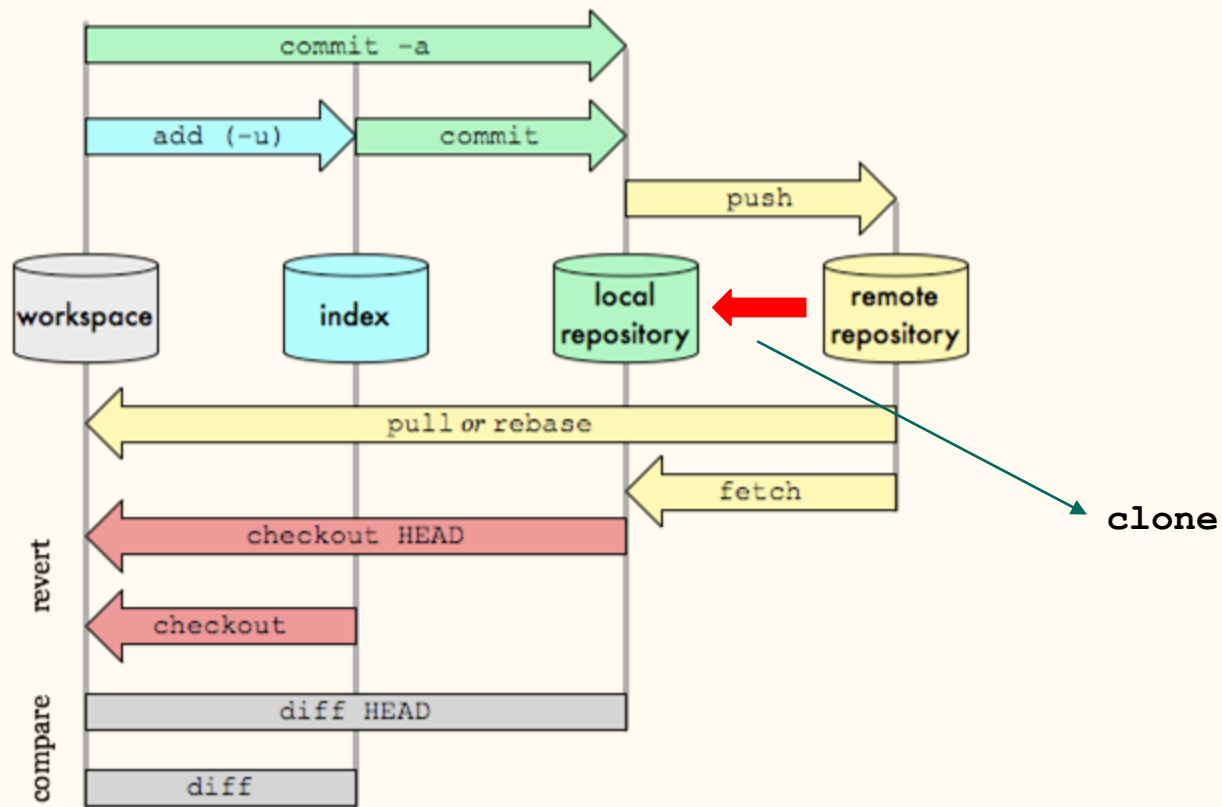 commit -a
add (-u)
commit
push
workspace
index
local
repository
remote
repository
pull or rebase
fetch
clone
checkout HEAD
revert
checkout
diff HEAD
compare
diff